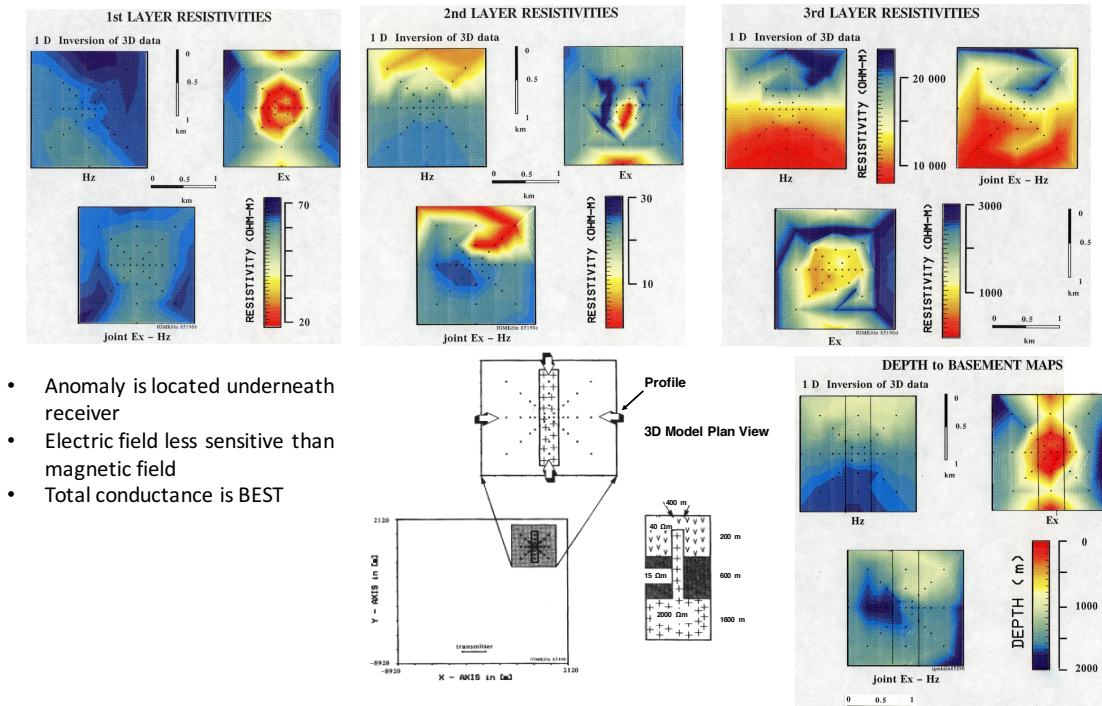 1st LAYER RESISTIVITIES
1 D Inversion of 3D data
0
0.5
1
km
Hz
Ex
0 0.5 1
km
RESISTIVITY (OHM-M)
70
20
IGMKöln 85190b
joint Ex - Hz
2nd LAYER RESISTIVITIES
1 D Inversion of 3D data
0
0.5
1
km
Hz
Ex
0 0.5 1
km
RESISTIVITY (OHM-M)
30
10
IGMKöln 85190c
joint Ex - Hz
3rd LAYER RESISTIVITIES
1 D Inversion of 3D data
RESISTIVITY (OHM-M)
20 000
10 000
Hz
joint Ex - Hz
RESISTIVITY (OHM-M)
3000
1000
0
0.5
1
km
IGMKöln 85190d
Ex
0 0.5 1
km
• Anomaly is located underneath
receiver
• Electric field less sensitive than
magnetic field
• Total conductance is BEST
Profile
3D Model Plan View
2120
Y - AXIS in [m]
transmitter
-8920
-8920
2120
X - AXIS in [m]
400 m
40 Ωm
200 m
15 Ωm
600 m
2000 Ωm
1600 m
DEPTH to BASEMENT MAPS
1 D Inversion of 3D data
0
0.5
1
km
Hz
Ex
DEPTH (m)
0
1000
2000
igmköln85290
joint Ex - Hz
0 0.5 1